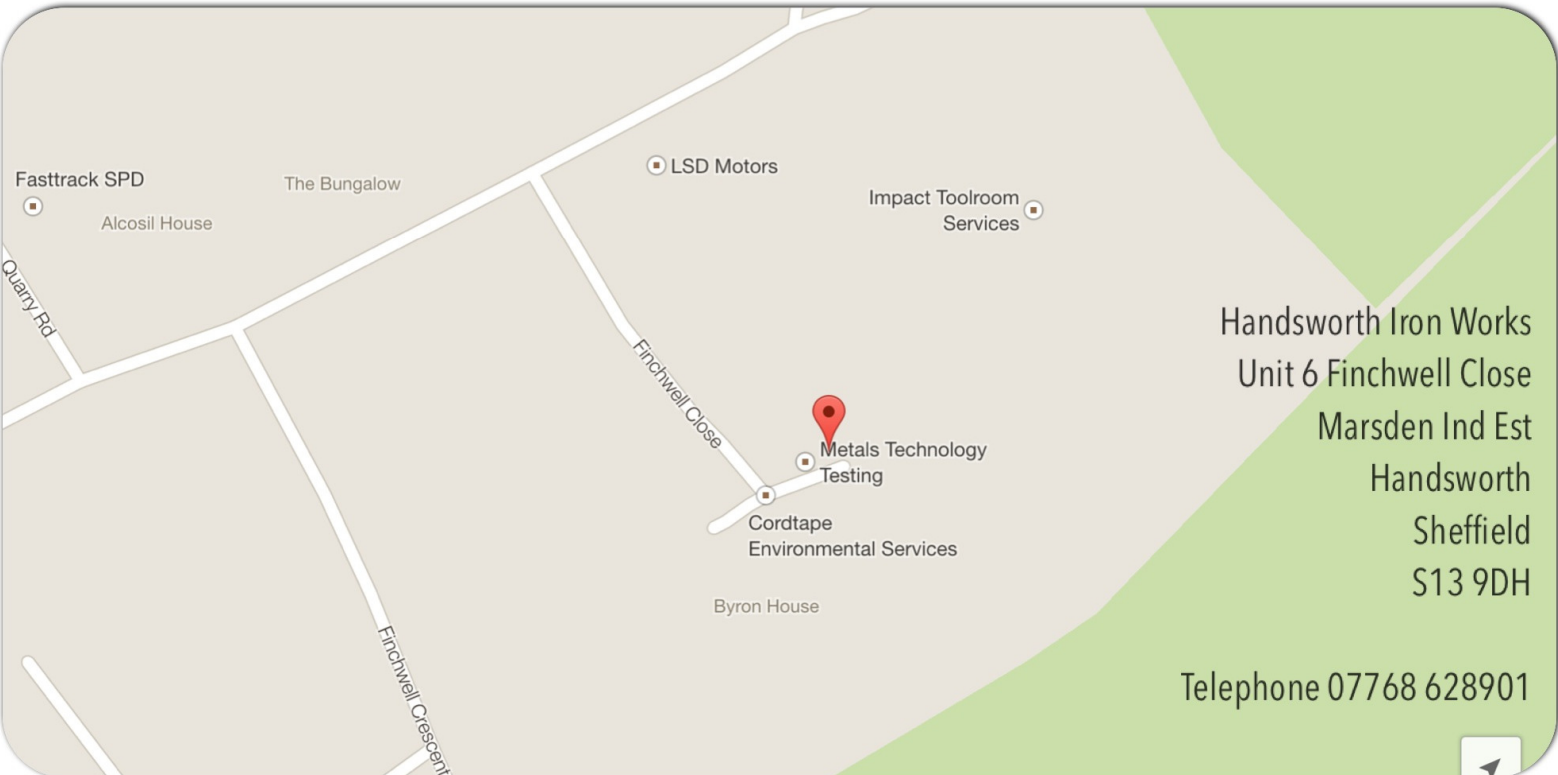 Fasttrack SPD
The Bungalow
Alcosil House
LSD Motors
Impact Toolroom
Services
Quarry Rd
Finchwell Close
Metals Technology
Testing
Cordtape
Environmental Services
Byron House
Finchwell Crescent
Handsworth Iron Works
Unit 6 Finchwell Close
Marsden Ind Est
Handsworth
Sheffield
S13 9DH
Telephone 07768 628901